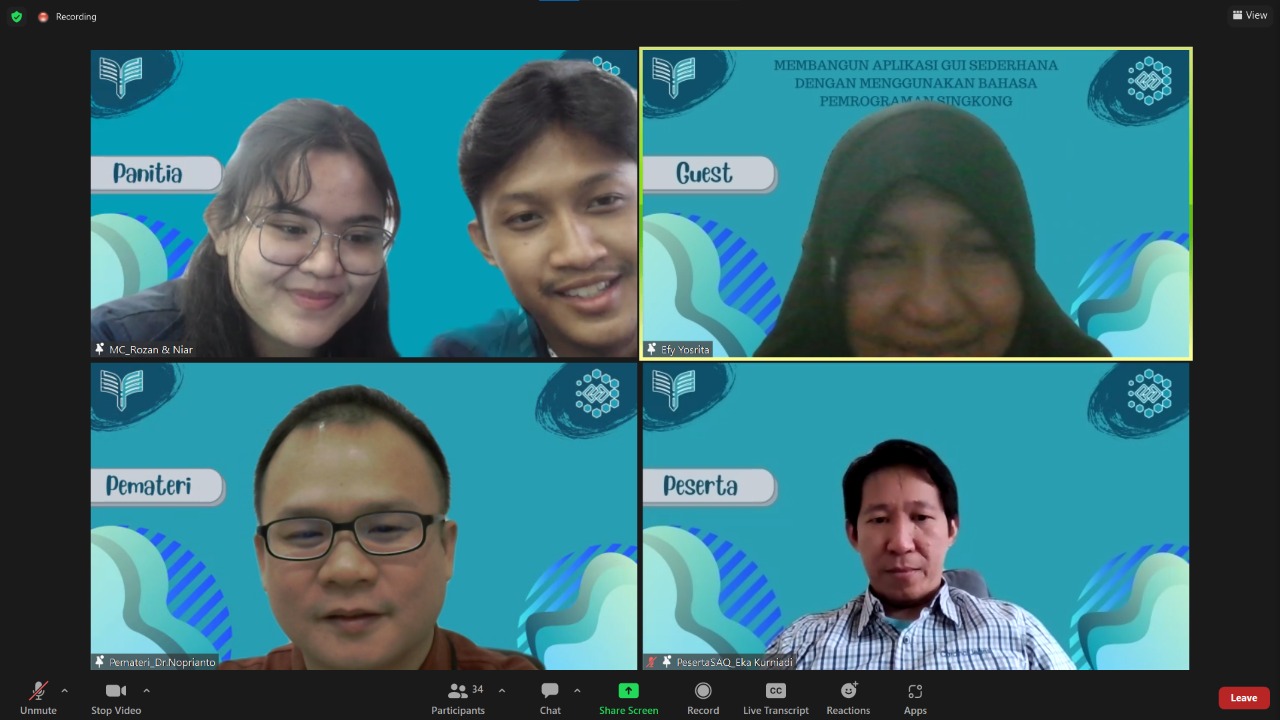 Recording
View
MEMBANGUN APLIKASI GUI SEDERHANA
DENGAN MENGGUNAKAN BAHASA
PEMROGRAMAN SINGKONG
Panitia
Guest
MC_Rozan & Niar
Efy Yosrita
Pemateri
Peserta
Pemateri_Dr.Noprianto
PesertaSAQ_Eka Kurniadi
Unmute
Stop Video
Participants
34
Chat
Share Screen
Record
CC
Live Transcript
Reactions
Apps
Leave